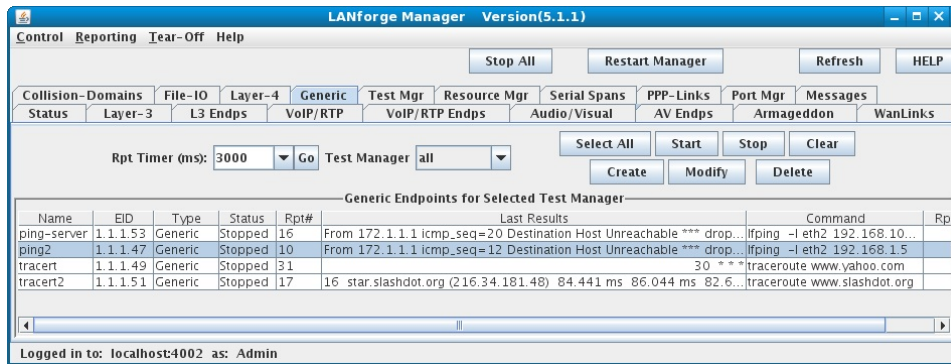 LANforge Manager Version(5.1.1)
Control Reporting Tear-Off Help
Stop All Restart Manager Refresh HELP
Collision-Domains File-IO Layer-4 Generic Test Mgr Resource Mgr Serial Spans PPP-Links Port Mgr Messages
Status Layer-3 L3 Endps VoIP/RTP VoIP/RTP Endps Audio/Visual AV Endps Armageddon WanLinks
Rpt Timer (ms): 3000 Go Test Manager all
Select All Start Stop Clear
Create Modify Delete
Generic Endpoints for Selected Test Manager
Name EID Type Status Rpt# Last Results Command Rp
ping-server 1.1.1.53 Generic Stopped 16 From 172.1.1.1 icmp_seq=20 Destination Host Unreachable *** drop... lfping -I eth2 192.168.10...
ping2 1.1.1.47 Generic Stopped 10 From 172.1.1.1 icmp_seq=12 Destination Host Unreachable *** drop... lfping -I eth2 192.168.1.5
tracert 1.1.1.49 Generic Stopped 31 30 * * * traceroute www.yahoo.com
tracert2 1.1.1.51 Generic Stopped 17 16 star.slashdot.org (216.34.181.48) 84.441 ms 86.044 ms 82.6... traceroute www.slashdot.org
Logged in to: localhost:4002 as: Admin